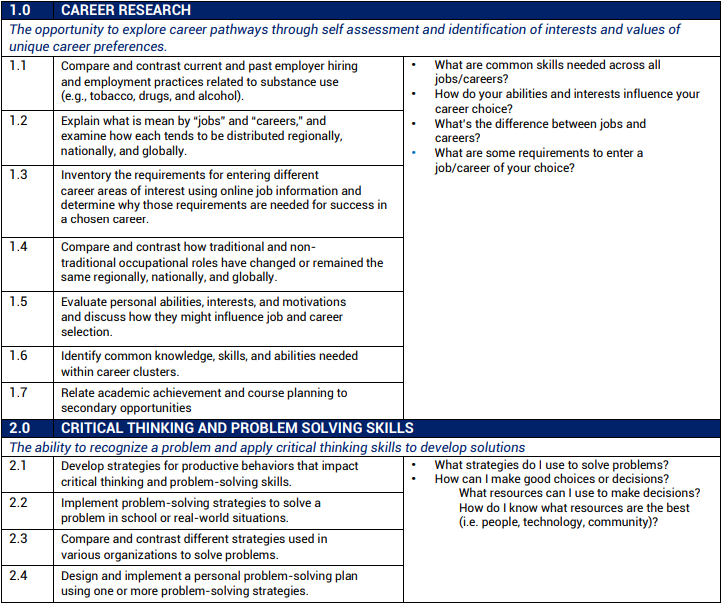 1.0 CAREER RESEARCH
The opportunity to explore career pathways through self assessment and identification of interests and values of
unique career preferences.
1.1 Compare and contrast current and past employer hiring
and employment practices related to substance use
(e.g., tobacco, drugs, and alcohol).
1.2 Explain what is mean by “jobs” and “careers,” and
examine how each tends to be distributed regionally,
nationally, and globally.
1.3 Inventory the requirements for entering different
career areas of interest using online job information and
determine why those requirements are needed for success in
a chosen career.
1.4 Compare and contrast how traditional and non-
traditional occupational roles have changed or remained the
same regionally, nationally, and globally.
1.5 Evaluate personal abilities, interests, and motivations
and discuss how they might influence job and career
selection.
1.6 Identify common knowledge, skills, and abilities needed
within career clusters.
1.7 Relate academic achievement and course planning to
secondary opportunities
• What are common skills needed across all
jobs/careers?
• How do your abilities and interests influence your
career choice?
• What's the difference between jobs and
careers?
• What are some requirements to enter a
job/career of your choice?
2.0 CRITICAL THINKING AND PROBLEM SOLVING SKILLS
The ability to recognize a problem and apply critical thinking skills to develop solutions
2.1 Develop strategies for productive behaviors that impact
critical thinking and problem-solving skills.
2.2 Implement problem-solving strategies to solve a
problem in school or real-world situations.
2.3 Compare and contrast different strategies used in
various organizations to solve problems.
2.4 Design and implement a personal problem-solving plan
using one or more problem-solving strategies.
• What strategies do I use to solve problems?
• How can I make good choices or decisions?
What resources can I use to make decisions?
How do I know what resources are the best
(i.e. people, technology, community)?